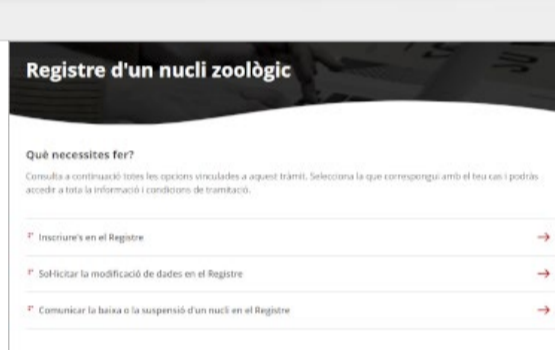 Registre d'un nucli zoològic
Què necessites fer?
Consulta a continuació totes les opcions vinculades a aquest tràmit. Selecciona la que correspongui amb el teu cas i podràs
accedir a tota la informació i condicions de tramitació.
Inscriure's en el Registre
Sol·licitar la modificació de dades en el Registre
Comunicar la baixa o la suspensió d'un nucli en el Registre